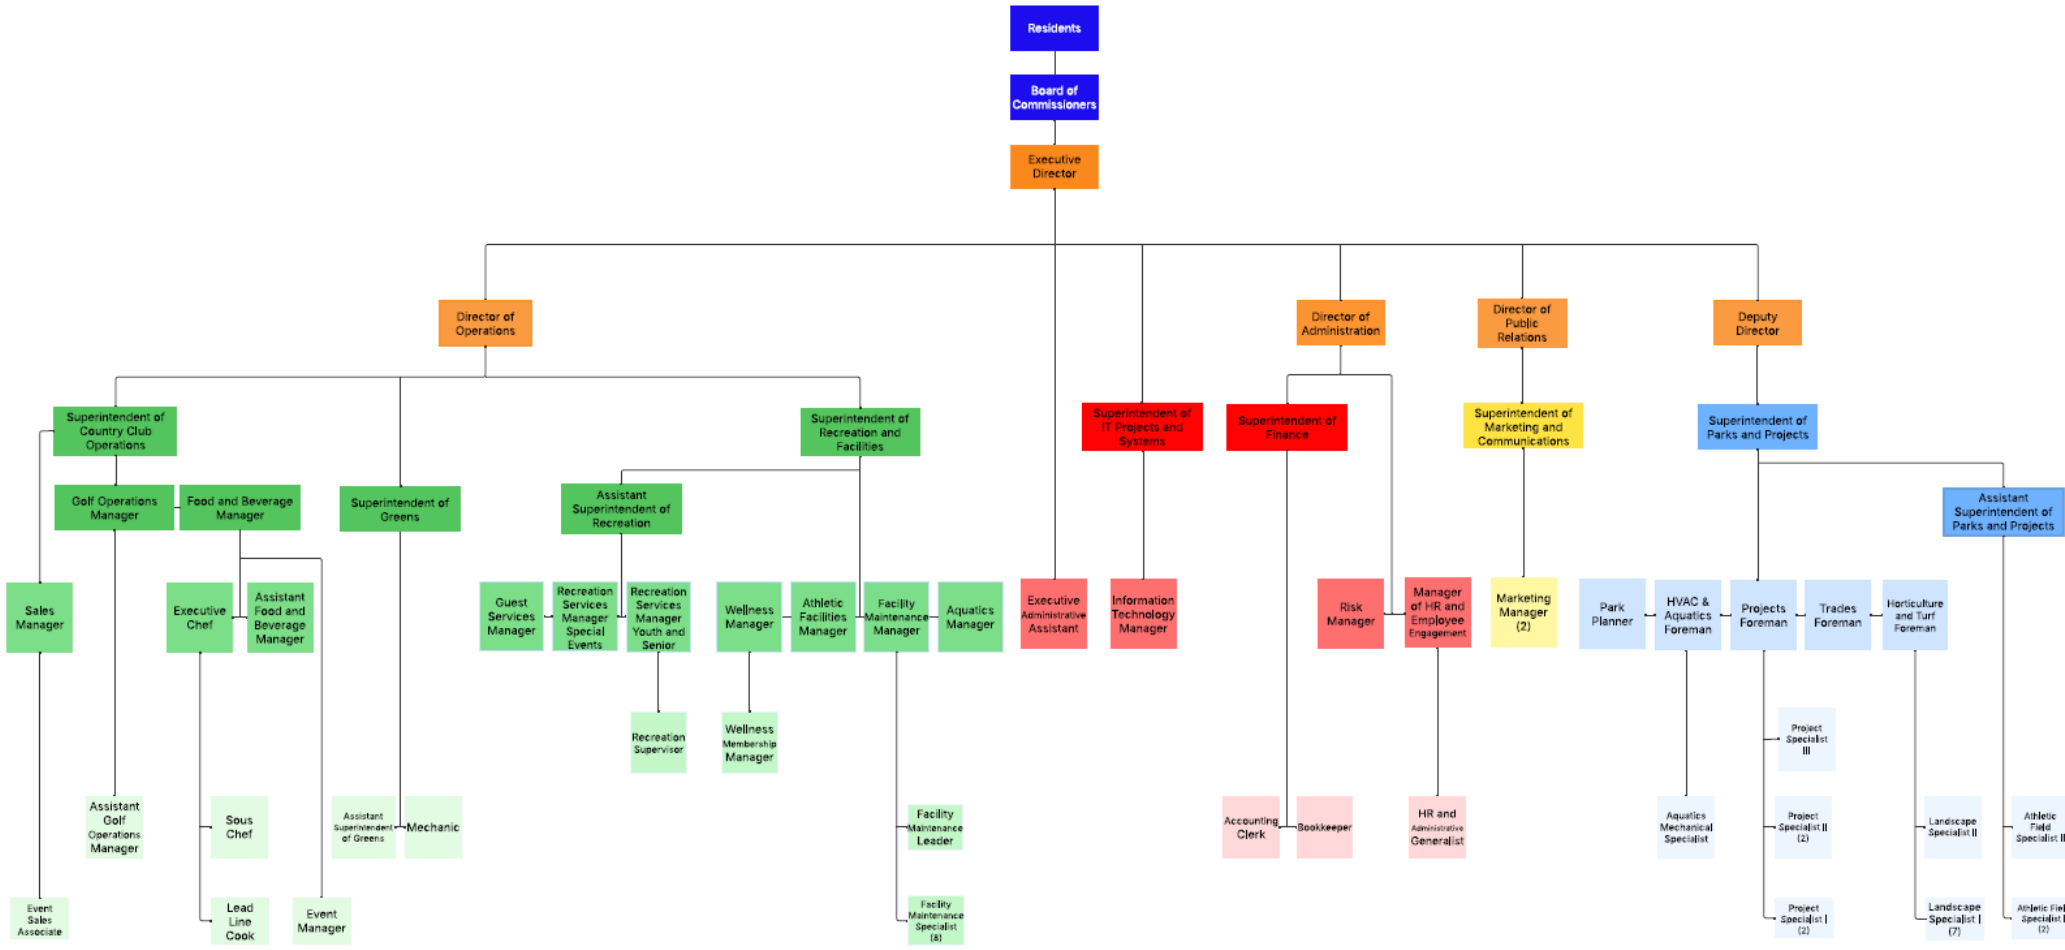 Residents
Board of
Commissioners
Executive
Director
Director of
Operations
Director of
Administration
Director of
Public
Relations
Deputy
Director
Superintendent of
Country Club
Operations
Superintendent of
Recreation and
Facilities
Superintendent of
IT Projects and
Systems
Superintendent of
Finance
Superintendent of
Marketing and
Communications
Superintendent of
Parks and Projects
Golf Operations
Manager
Food and Beverage
Manager
Superintendent of
Greens
Assistant
Superintendent of
Recreation
Assistant
Superintendent of
Parks and Projects
Sales
Manager
Executive
Chef
Assistant
Food and
Beverage
Manager
Guest
Services
Manager
Recreation
Services
Manager
Special
Events
Recreation
Services
Manager
Youth and
Senior
Wellness
Manager
Athletic
Facilities
Manager
Facility
Maintenance
Manager
Aquatics
Manager
Executive
Administrative
Assistant
Information
Technology
Manager
Risk
Manager
Manager
of HR and
Employee
Engagement
Marketing
Manager
(2)
Park
Planner
HVAC &
Aquatics
Foreman
Projects
Foreman
Trades
Foreman
Horticulture
and Turf
Foreman
Recreation
Supervisor
Wellness
Membership
Manager
Project
Specialist
III
Assistant
Golf
Operations
Manager
Sous
Chef
Assistant
Superintendent
of Greens
Mechanic
Facility
Maintenance
Leader
Accounting
Clerk
Bookkeeper
HR and
Administrative
Generalist
Aquatics
Mechanical
Specialist
Project
Specialist II
(2)
Landscape
Specialist II
Athletic
Field
Specialist II
Event
Sales
Associate
Lead
Line
Cook
Event
Manager
Facility
Maintenance
Specialist
(8)
Project
Specialist I
(2)
Landscape
Specialist I
(7)
Athletic Fiel
Specialist I
(2)